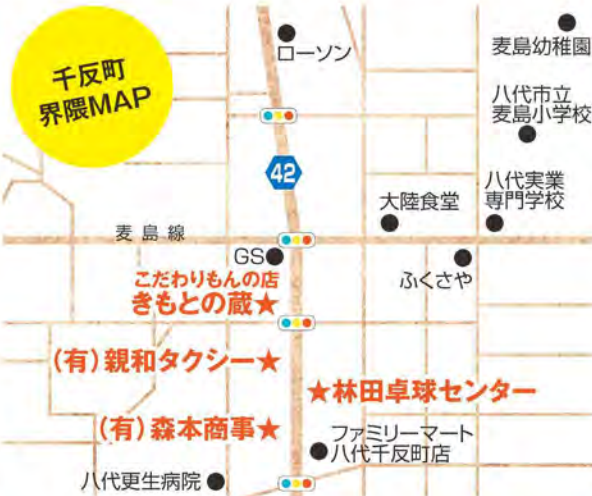 千反町
界隈MAP
ローソン
麦島幼稚園
八代市立
麦島小学校
42
大陸食堂
八代実業
専門学校
麦島線
GS
ふくさや
こだわりもんの店
きもとの蔵★
(有)親和タクシー★
★林田卓球センター
(有)森本商事★
ファミリーマート
八代千反町店
八代更生病院